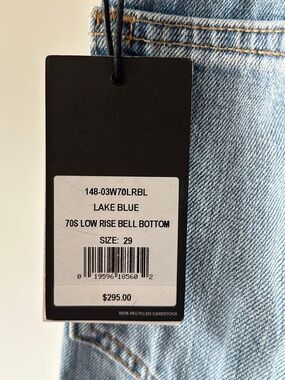 148-03W70LRBL
LAKE BLUE
70S LOW RISE BELL BOTTOM
SIZE: 29
0 19596 18560 2
$295.00
100% RECYCLED CARDSTOCK